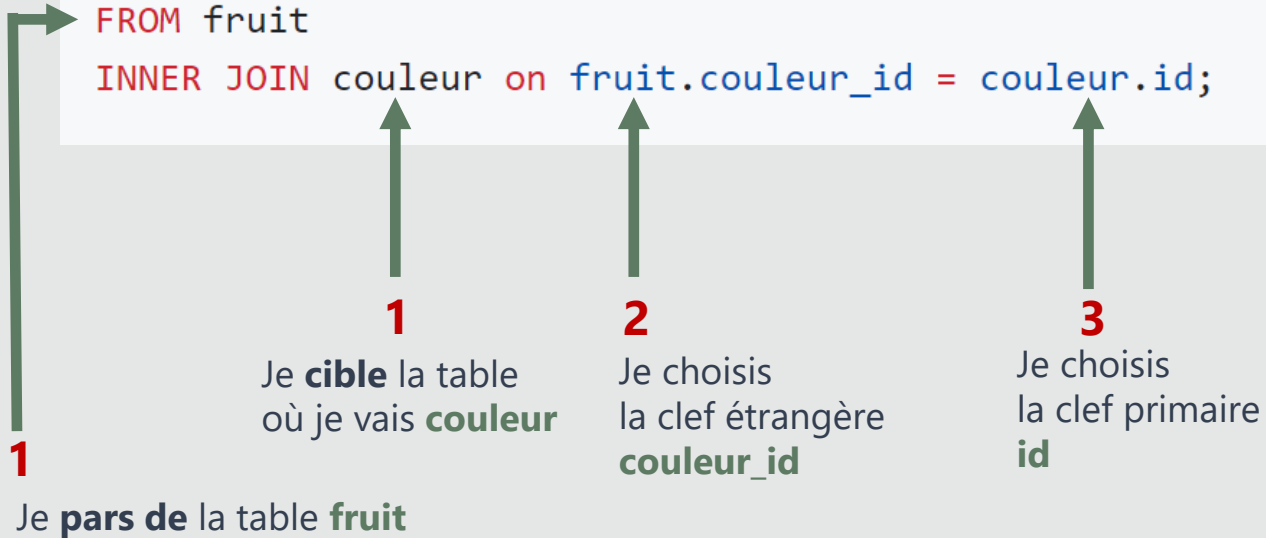 FROM fruit
INNER JOIN couleur on fruit.couleur_id = couleur.id;
1
Je cible la table
où je vais couleur
2
Je choisis
la clef étrangère
couleur_id
3
Je choisis
la clef primaire
id
1
Je pars de la table fruit